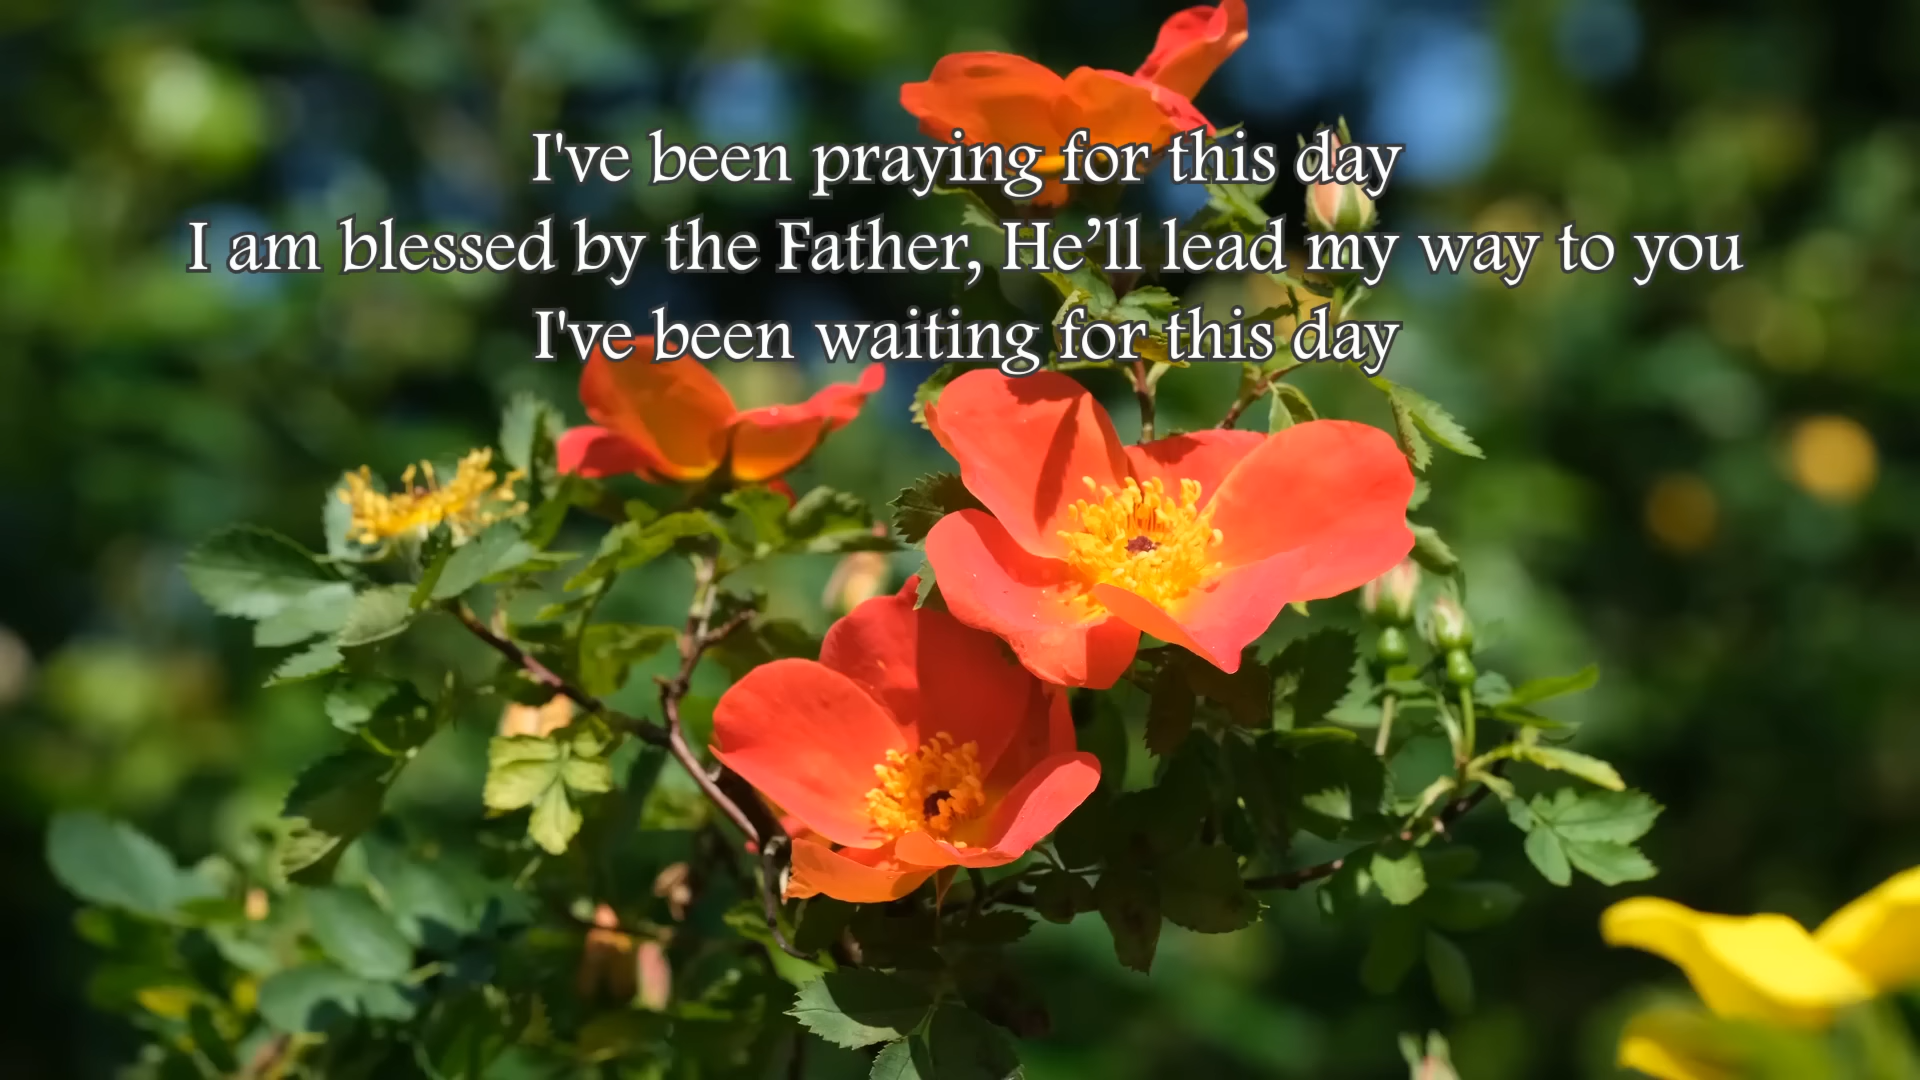 I've been praying for this day
I am blessed by the Father, He’ll lead my way to you
I've been waiting for this day